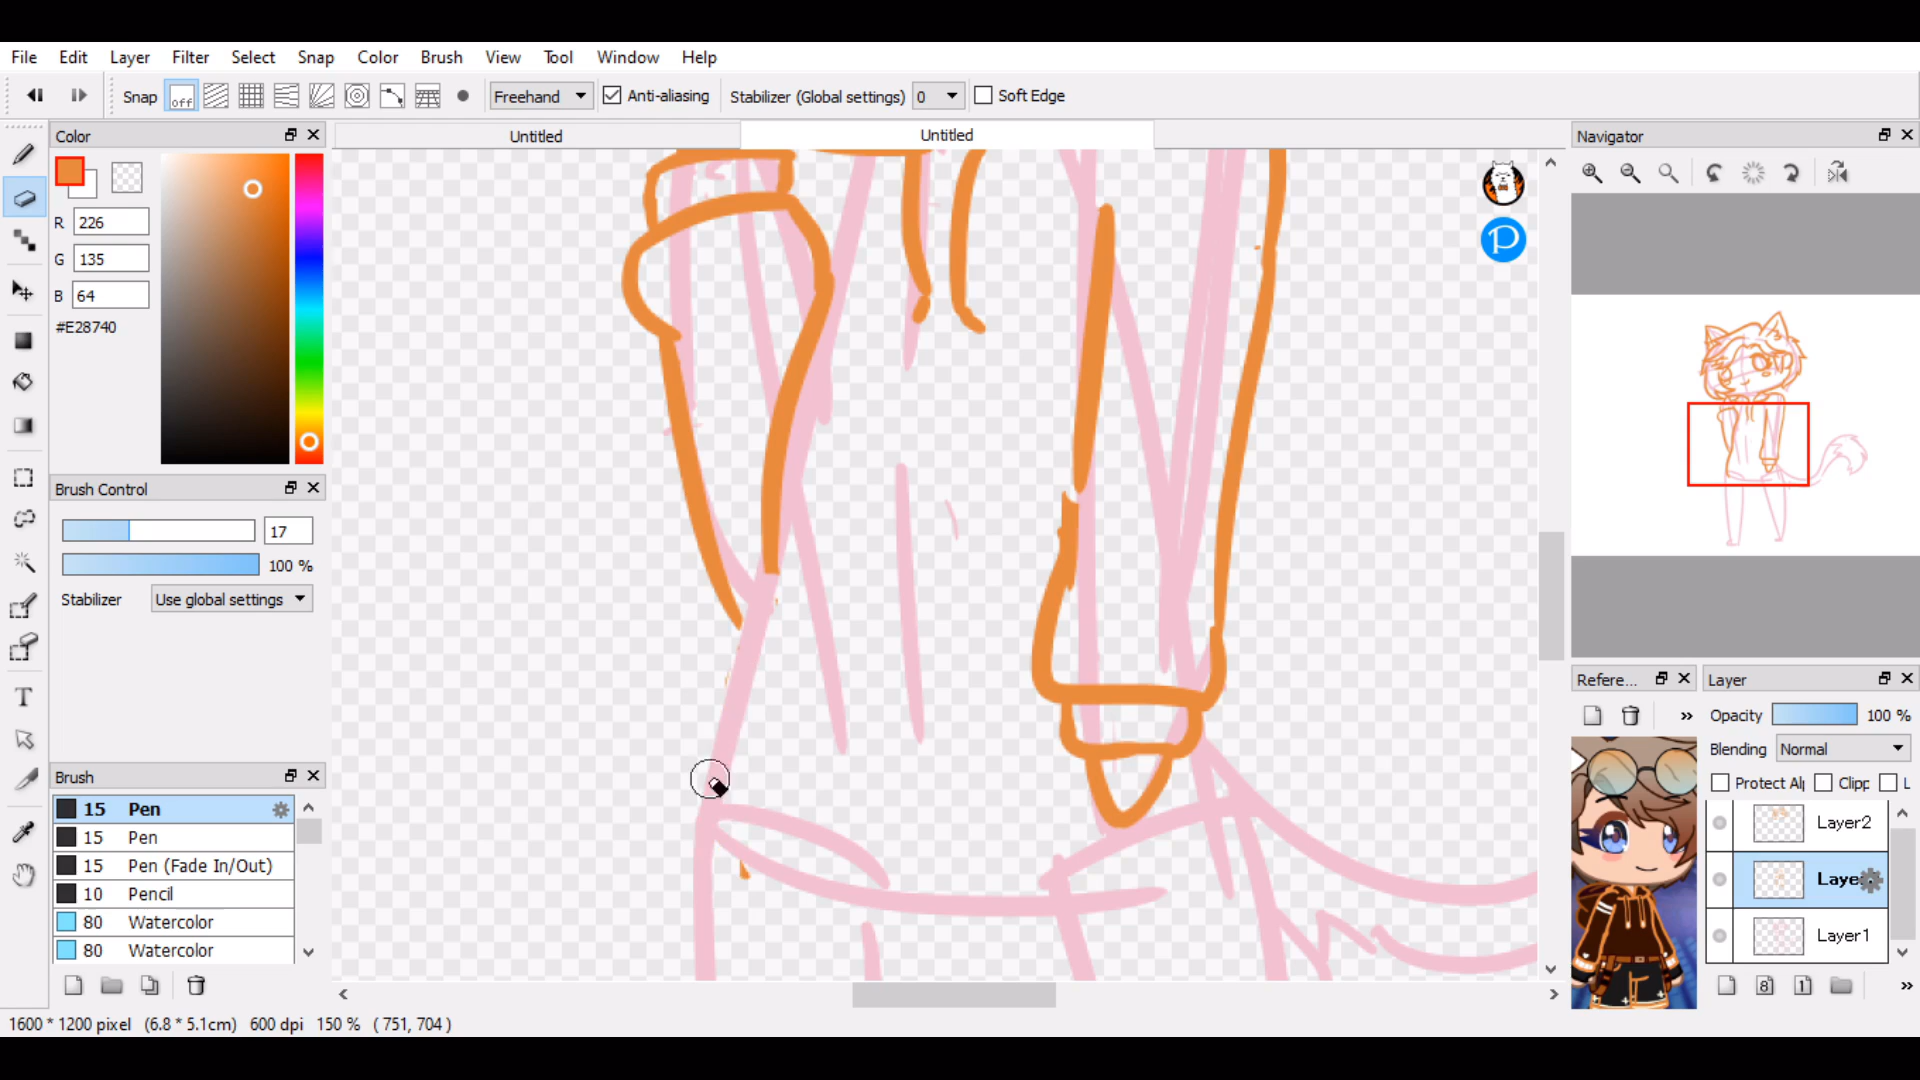 File Edit Layer Filter Select Snap Color Brush View Tool Window Help
Snap off Freehand Anti-aliasing Stabilizer (Global settings) 0 Soft Edge
Color Untitled Untitled Navigator
R 226
G 135
B 64
#E28740
Brush Control
17
100 %
Stabilizer Use global settings
Refere... Layer
Opacity 100 %
Blending Normal
Brush
Protect Al Clipp L
15 Pen
15 Pen
15 Pen (Fade In/Out)
10 Pencil
80 Watercolor
80 Watercolor
Layer2
Laye
Layer1
8 1
T
P
1600 * 1200 pixel (6.8 * 5.1cm) 600 dpi 150 % ( 751, 704 )